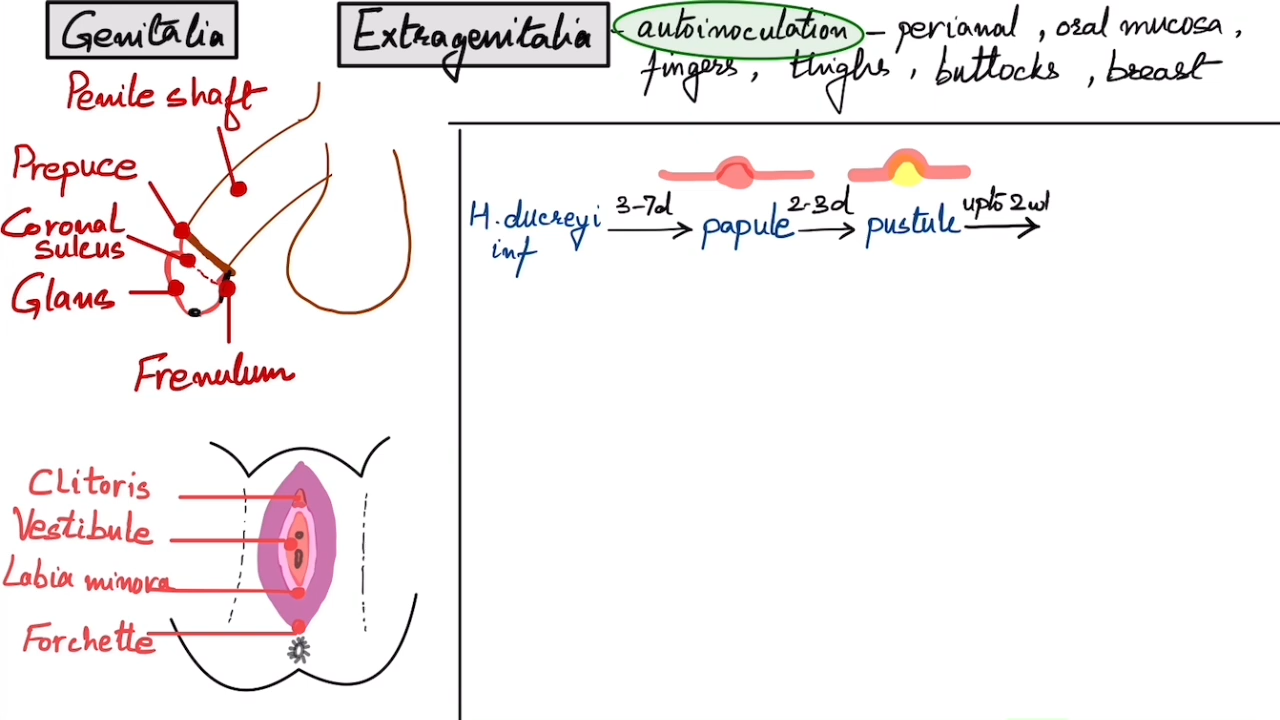 Genitalia
Extragenitalia - autoinoculation - perianal, oral mucosa,
fingers, thighs, buttocks, breast
Penile shaft
Prepuce
Coronal
sulcus
Glans
Frenulum
H. ducreyi
inf
3-7d
papule
2-3d
pustule
upto 2w
Clitoris
Vestibule
Labia minora
Forchette